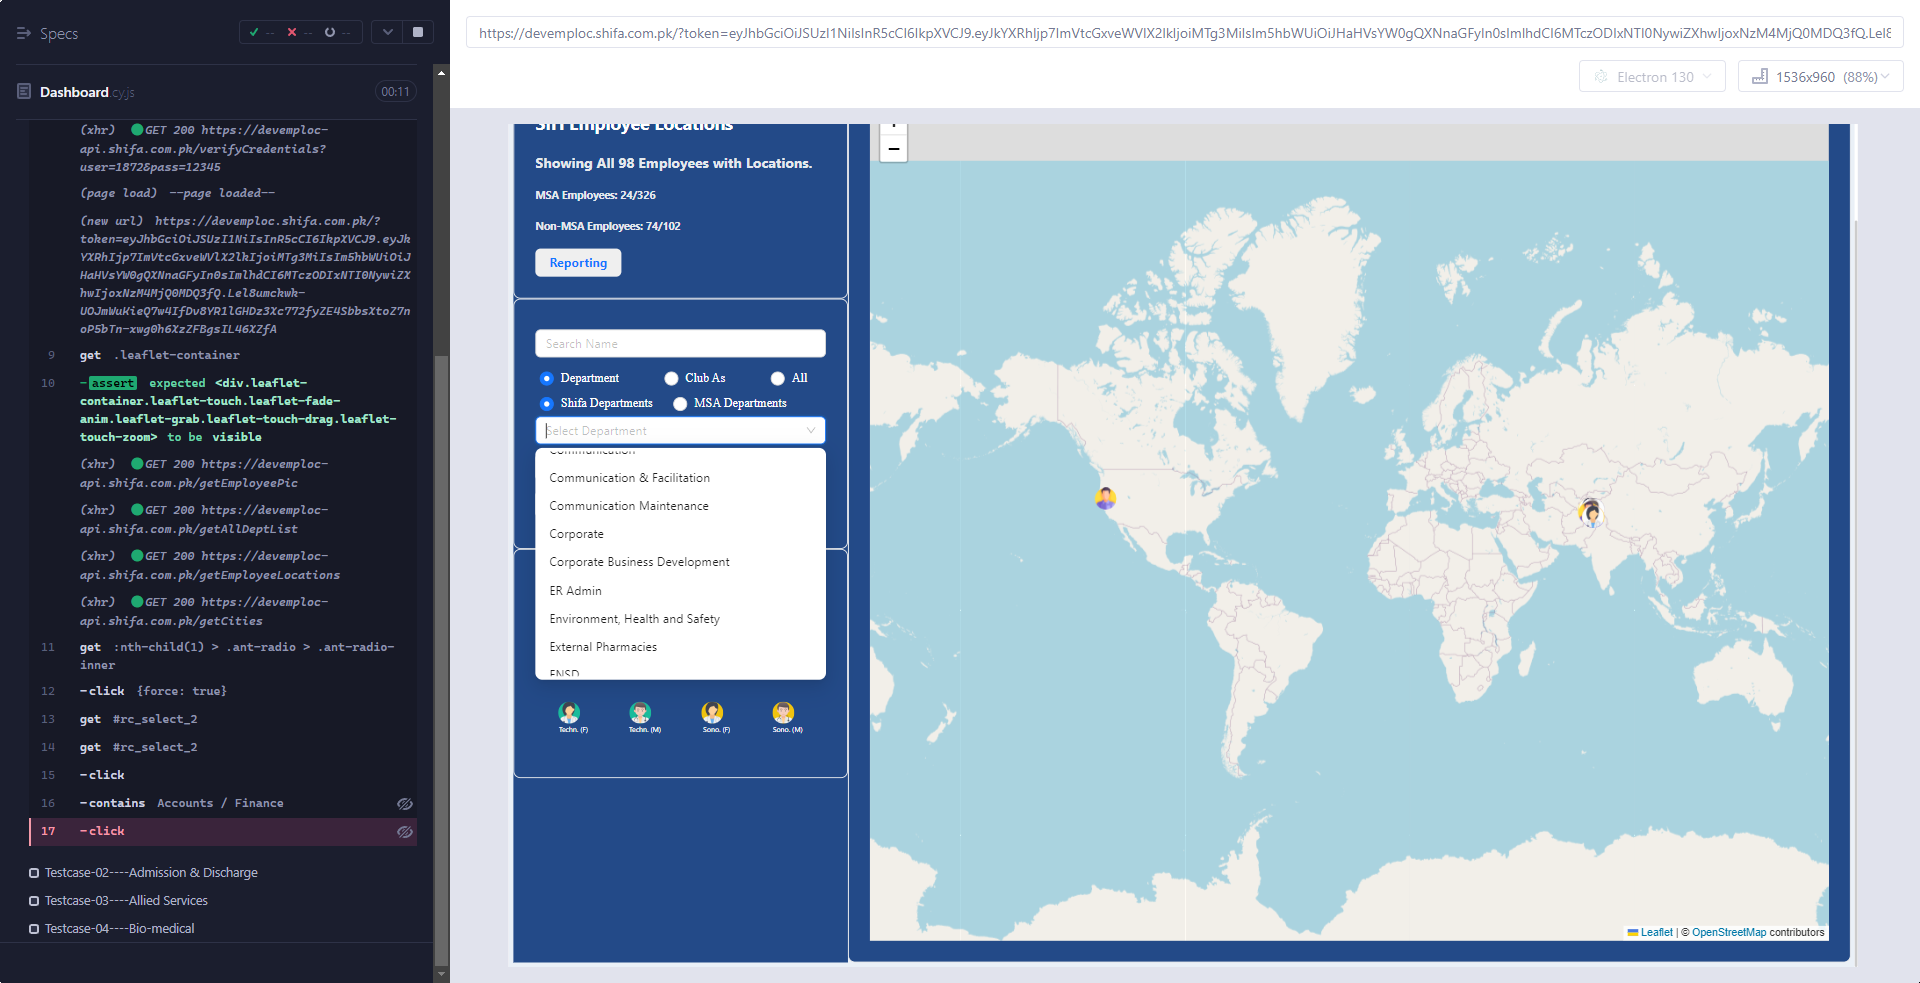 Specs
-- -- --
https://devemploc.shifa.com.pk/?token=
Electron 130
1536x960 (88%)
Dashboard.cy.js
00:11
(xhr) GET 200 https://devemploc-
api.shifa.com.pk/verifyCredentials?
user=1872&pass=12345
(page load) --page loaded--
(new url) https://devemploc.shifa.com.pk/?
9 get .leaflet-container
10 -assert expected <div.leaflet-
container.leaflet-touch.leaflet-fade-
anim.leaflet-grab.leaflet-touch-drag.leaflet-
touch-zoom> to be visible
(xhr) GET 200 https://devemploc-
api.shifa.com.pk/getEmployeePic
(xhr) GET 200 https://devemploc-
api.shifa.com.pk/getAllDeptList
(xhr) GET 200 https://devemploc-
api.shifa.com.pk/getEmployeeLocations
(xhr) GET 200 https://devemploc-
api.shifa.com.pk/getCities
11 get :nth-child(1) > .ant-radio > .ant-radio-
inner
12 -click {force: true}
13 get #rc_select_2
14 get #rc_select_2
15 -click
16 -contains Accounts / Finance
17 -click
Testcase-02----Admission & Discharge
Testcase-03----Allied Services
Testcase-04----Bio-medical
Employee Locations
Showing All 98 Employees with Locations.
MSA Employees: 24/326
Non-MSA Employees: 74/102
Reporting
Search Name
Department Club As All
Shifa Departments MSA Departments
Select Department
Communication
Communication & Facilitation
Communication Maintenance
Corporate
Corporate Business Development
ER Admin
Environment, Health and Safety
External Pharmacies
Techn. (F) Techn. (M) Sono. (F) Sono. (M)
−
Leaflet | © OpenStreetMap contributors